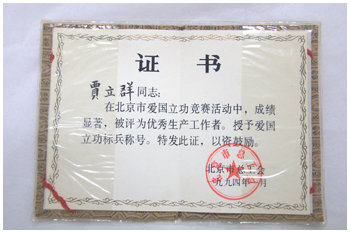 证书
贾立群同志:
在北京市爱国立功竞赛活动中，成绩
显著，被评为优秀生产工作者。授予爱国
立功标兵称号。特发此证，以资鼓励。
北京市总工会
一九九四年 月